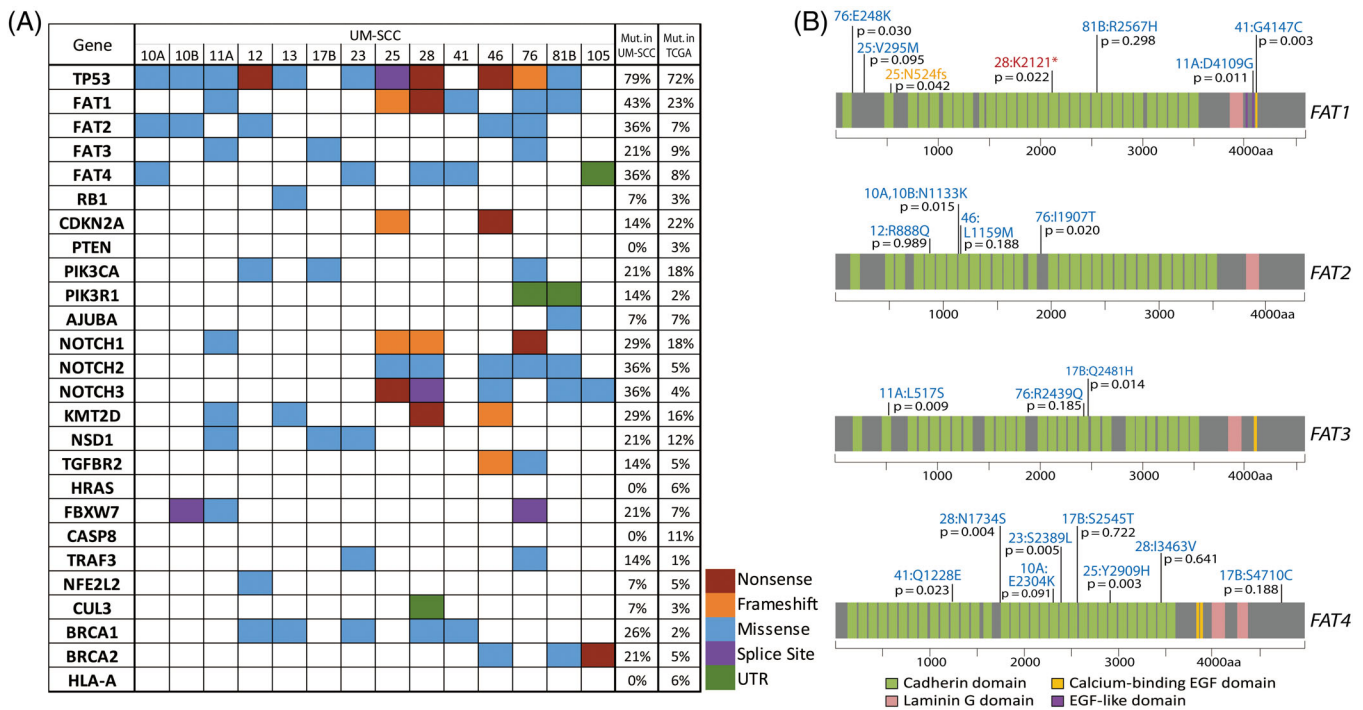 (A)
Gene UM-SCC Mut. in UM-SCC Mut. in TCGA
10A 10B 11A 12 13 17B 23 25 28 41 46 76 81B 105
TP53 79% 72%
FAT1 43% 23%
FAT2 36% 7%
FAT3 21% 9%
FAT4 36% 8%
RB1 7% 3%
CDKN2A 14% 22%
PTEN 0% 3%
PIK3CA 21% 18%
PIK3R1 14% 2%
AJUBA 7% 7%
NOTCH1 29% 18%
NOTCH2 36% 5%
NOTCH3 36% 4%
KMT2D 29% 16%
NSD1 21% 12%
TGFBR2 14% 5%
HRAS 0% 6%
FBXW7 21% 7%
CASP8 0% 11%
TRAF3 14% 1%
NFE2L2 7% 5%
CUL3 7% 3%
BRCA1 26% 2%
BRCA2 21% 5%
HLA-A 0% 6%
Nonsense
Frameshift
Missense
Splice Site
UTR
(B)
76:E248K
p=0.030
25:V295M
p=0.095
25:N524fs
p=0.042
28:K2121*
p=0.022
81B:R2567H
p=0.298
41:G4147C
p=0.003
11A:D4109G
p=0.011
FAT1
1000 2000 3000 4000aa
10A,10B:N1133K
p=0.015
12:R888Q
p=0.989
46:
L1159M
p=0.188
76:I1907T
p=0.020
FAT2
1000 2000 3000 4000aa
11A:L517S
p=0.009
76:R2439Q
p=0.185
17B:Q2481H
p=0.014
FAT3
1000 2000 3000 4000aa
28:N1734S
p=0.004
41:Q1228E
p=0.023
23:S2389L
p=0.005
10A:
E2304K
p=0.091
17B:S2545T
p=0.722
25:Y2909H
p=0.003
28:I3463V
p=0.641
17B:S4710C
p=0.188
FAT4
1000 2000 3000 4000aa
Cadherin domain
Calcium-binding EGF domain
Laminin G domain
EGF-like domain